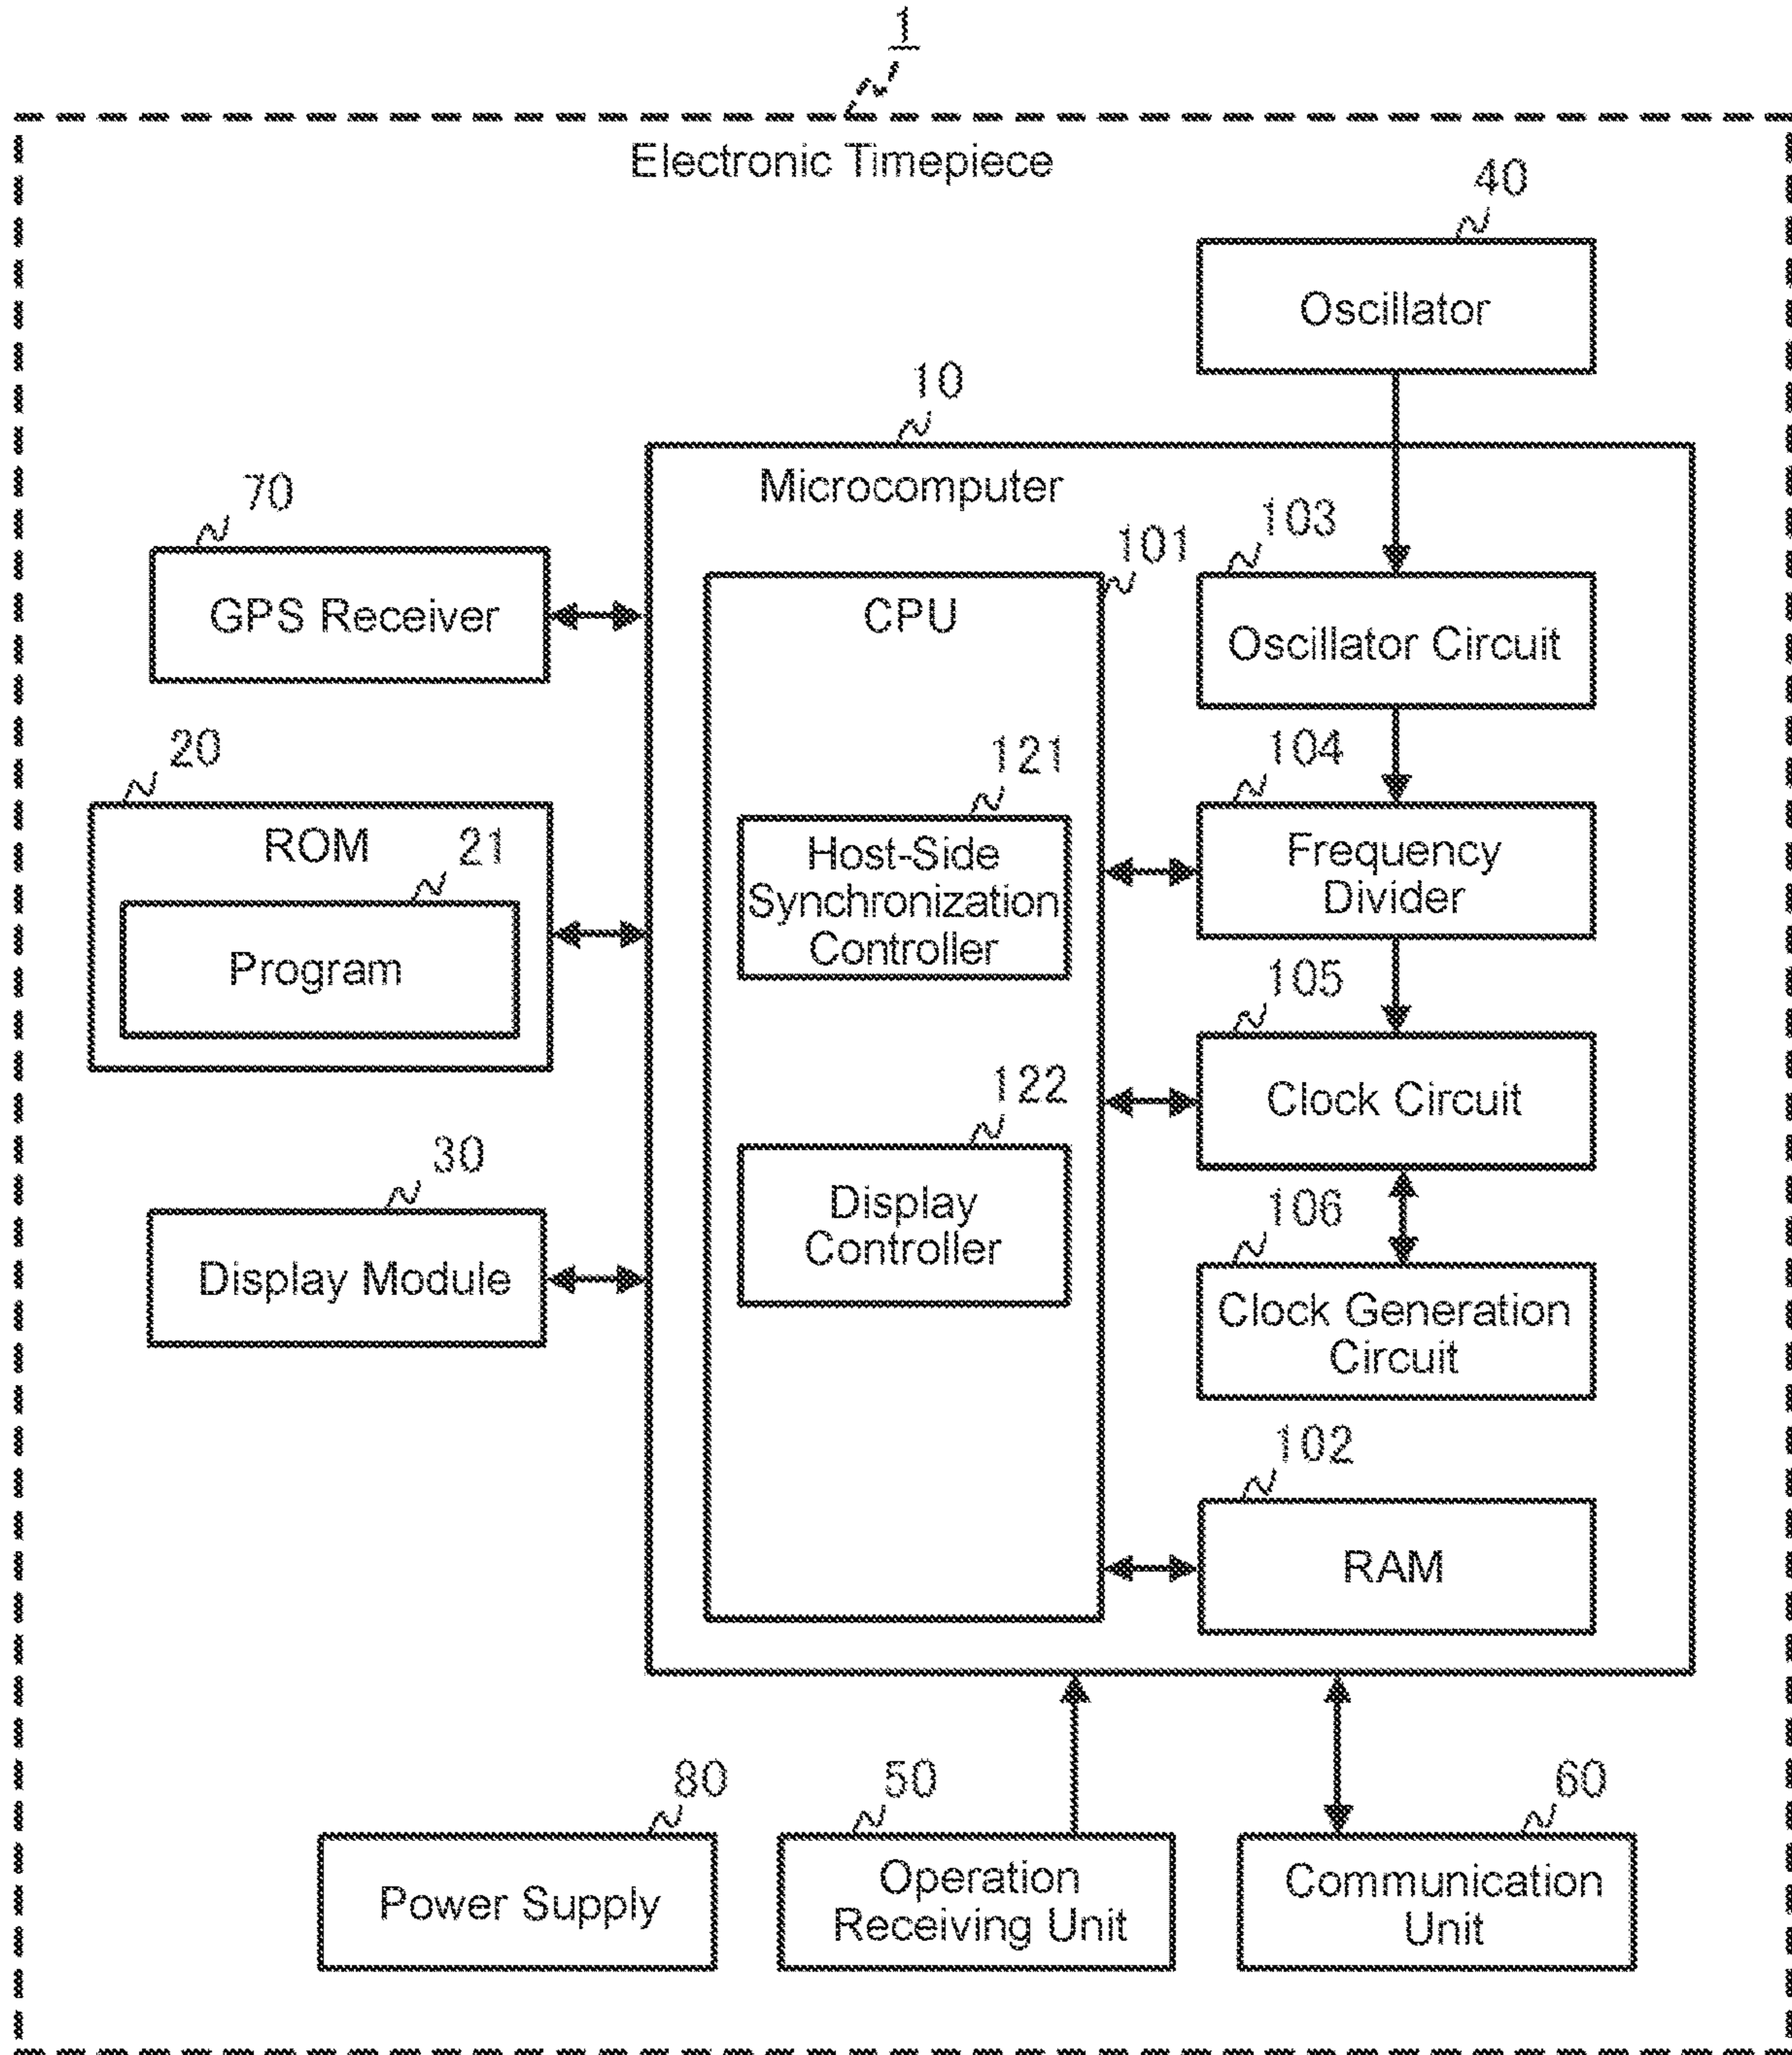 1
Electronic Timepiece
40
Oscillator
10
Microcomputer
70
GPS Receiver
101
CPU
103
Oscillator Circuit
20
ROM
21
Program
121
Host-Side
Synchronization
Controller
104
Frequency
Divider
105
Clock Circuit
30
Display Module
122
Display
Controller
106
Clock Generation
Circuit
102
RAM
80
Power Supply
50
Operation
Receiving Unit
60
Communication
Unit